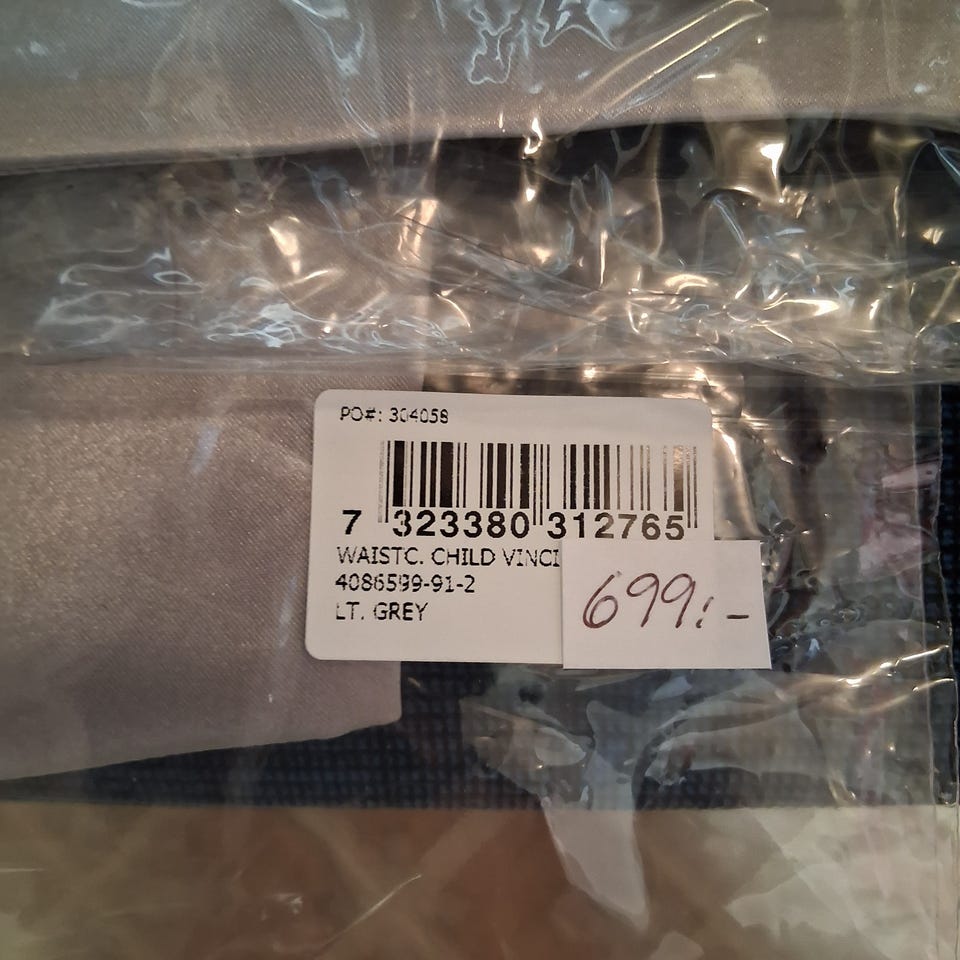 PO#: 304058
7 323380 312765
WAISTC. CHILD VINCI
4086599-91-2
LT. GREY
699:-